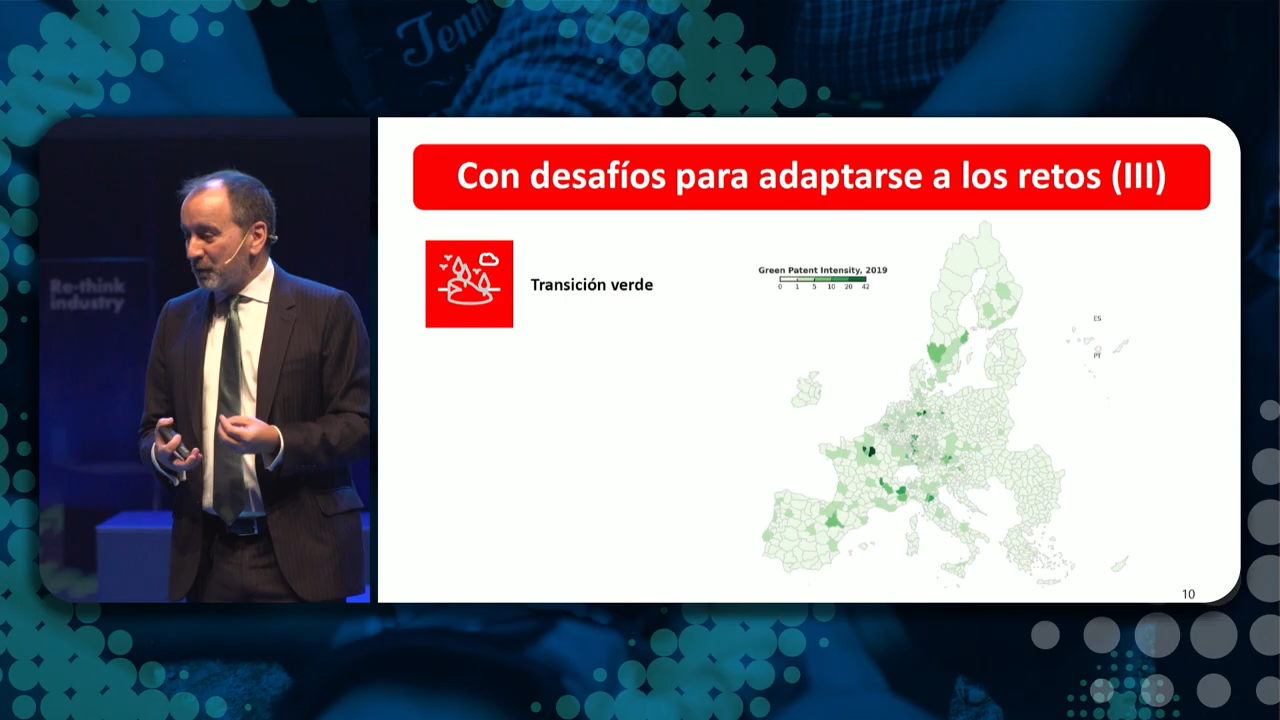 Tenn
Re-think
industry
Con desafíos para adaptarse a los retos (III)
Transición verde
Green Patent Intensity, 2019
0 1 5 10 20 42
ES
PT
10